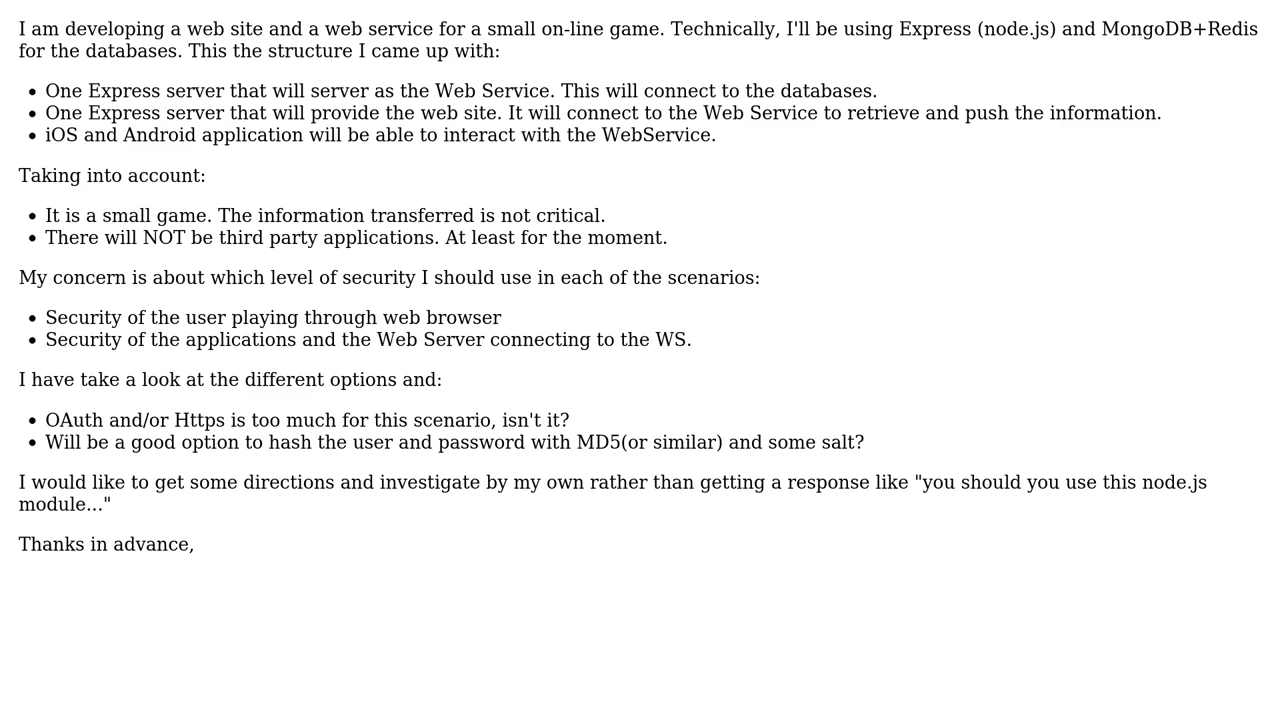 I am developing a web site and a web service for a small on-line game. Technically, I'll be using Express (node.js) and MongoDB+Redis
for the databases. This the structure I came up with:
• One Express server that will server as the Web Service. This will connect to the databases.
• One Express server that will provide the web site. It will connect to the Web Service to retrieve and push the information.
• iOS and Android application will be able to interact with the WebService.
Taking into account:
• It is a small game. The information transferred is not critical.
• There will NOT be third party applications. At least for the moment.
My concern is about which level of security I should use in each of the scenarios:
• Security of the user playing through web browser
• Security of the applications and the Web Server connecting to the WS.
I have take a look at the different options and:
• OAuth and/or Https is too much for this scenario, isn't it?
• Will be a good option to hash the user and password with MD5(or similar) and some salt?
I would like to get some directions and investigate by my own rather than getting a response like "you should you use this node.js
module..."
Thanks in advance,